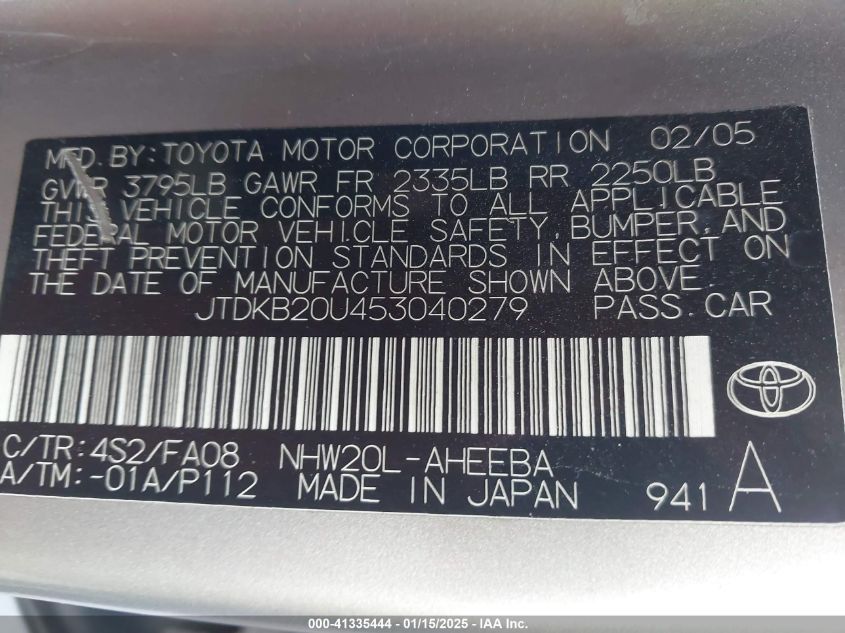 MFD. BY: TOYOTA MOTOR CORPORATION 02/05
GVWR 3795LB GAWR FR 2335LB RR 2250LB
THIS VEHICLE CONFORMS TO ALL APPLICABLE
FEDERAL MOTOR VEHICLE SAFETY, BUMPER, AND
THEFT PREVENTION STANDARDS IN EFFECT ON
THE DATE OF MANUFACTURE SHOWN ABOVE.
JTDKB20U453040279 PASS. CAR
C/TR: 4S2/FA08 NHW20L-AHEEBA
A/TM: -01A/P112 MADE IN JAPAN 941 A
000-41335444 - 01/15/2025 - IAA Inc.